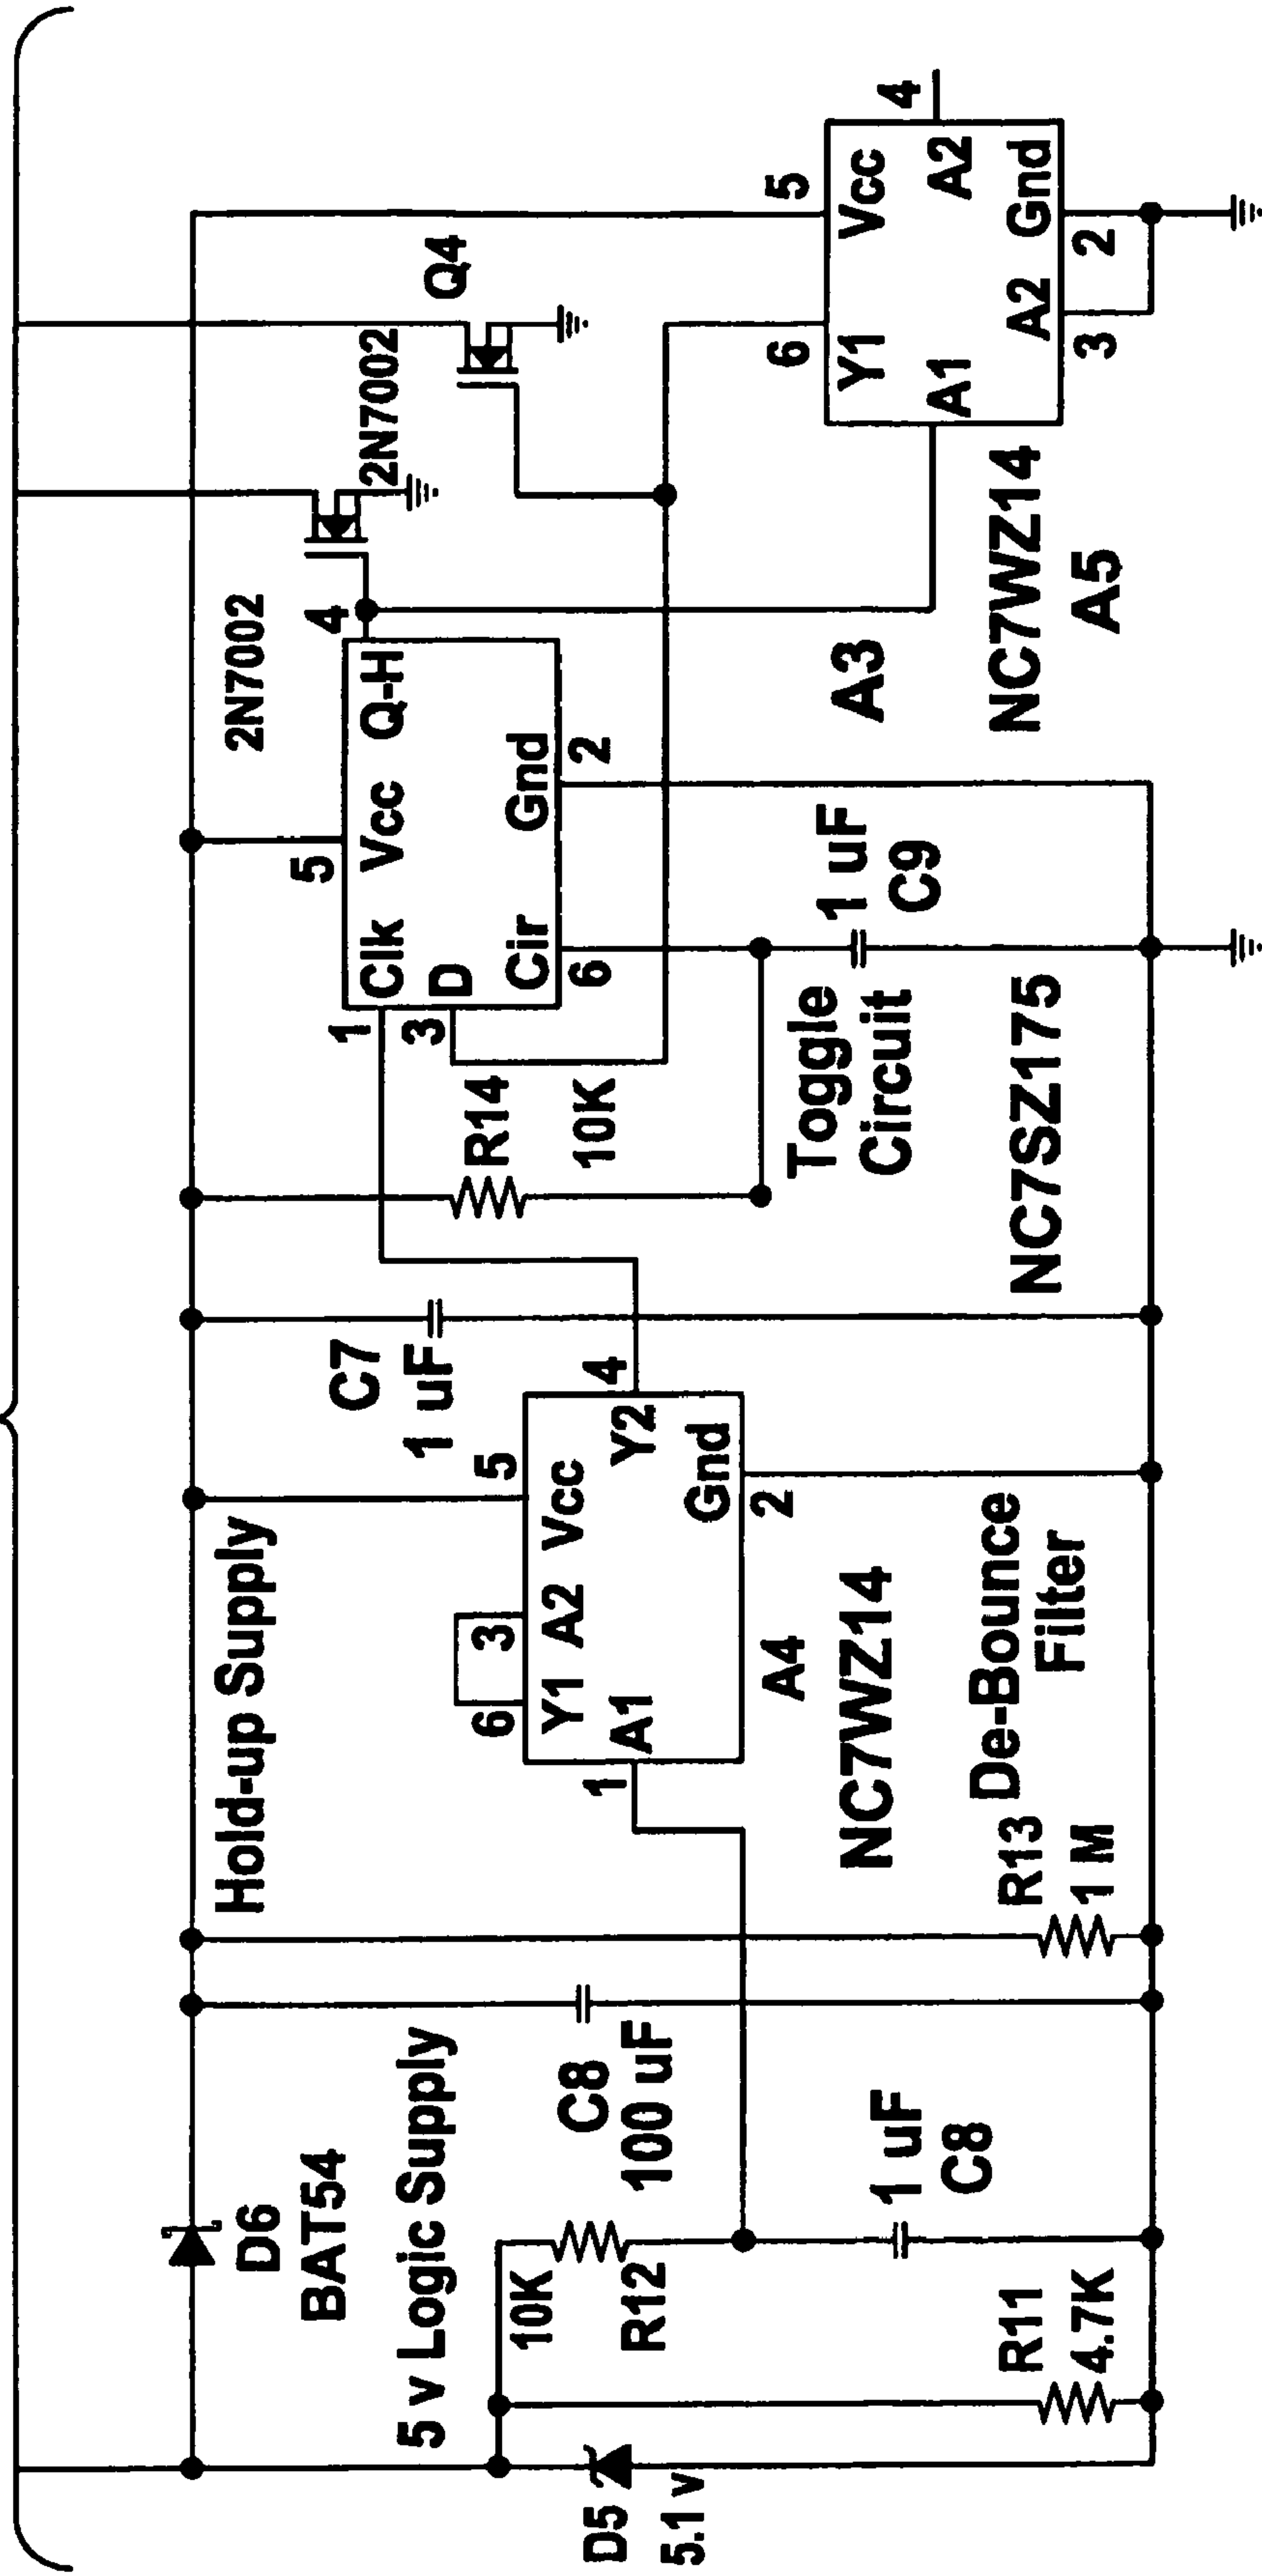 D6
BAT54
5 v Logic Supply
D5
5.1 v
10K
R12
R11
4.7K
C8
100 uF
1 uF
C8
Hold-up Supply
R13
1 M
6
3
5
Y1
A2
Vcc
A1
1
Y2
4
Gnd
2
A4
NC7WZ14
De-Bounce
Filter
C7
1 uF
R14
10K
1
3
5
Clk
Vcc
Q-H
D
Clr
Gnd
4
6
2
Toggle
Circuit
1 uF
C9
NC7SZ175
A3
2N7002
2N7002
Q4
6
5
Y1
Vcc
A1
A2
4
A2
Gnd
3
2
NC7WZ14
A5